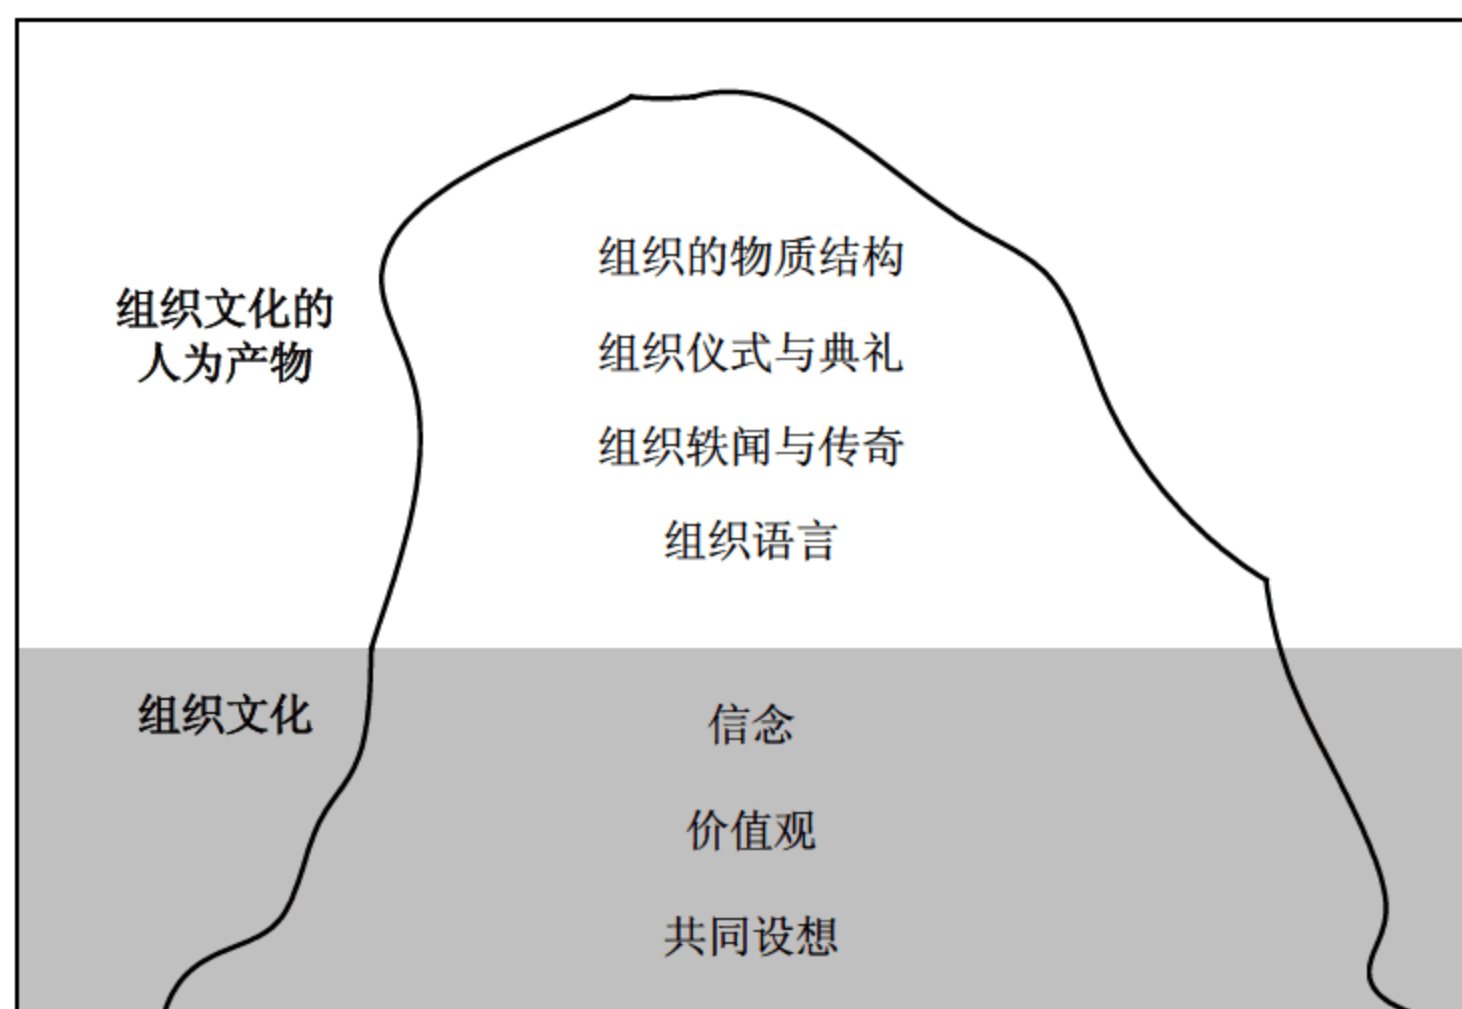 组织的物质结构
组织文化的
人为产物
组织仪式与典礼
组织轶闻与传奇
组织语言
组织文化
信念
价值观
共同设想